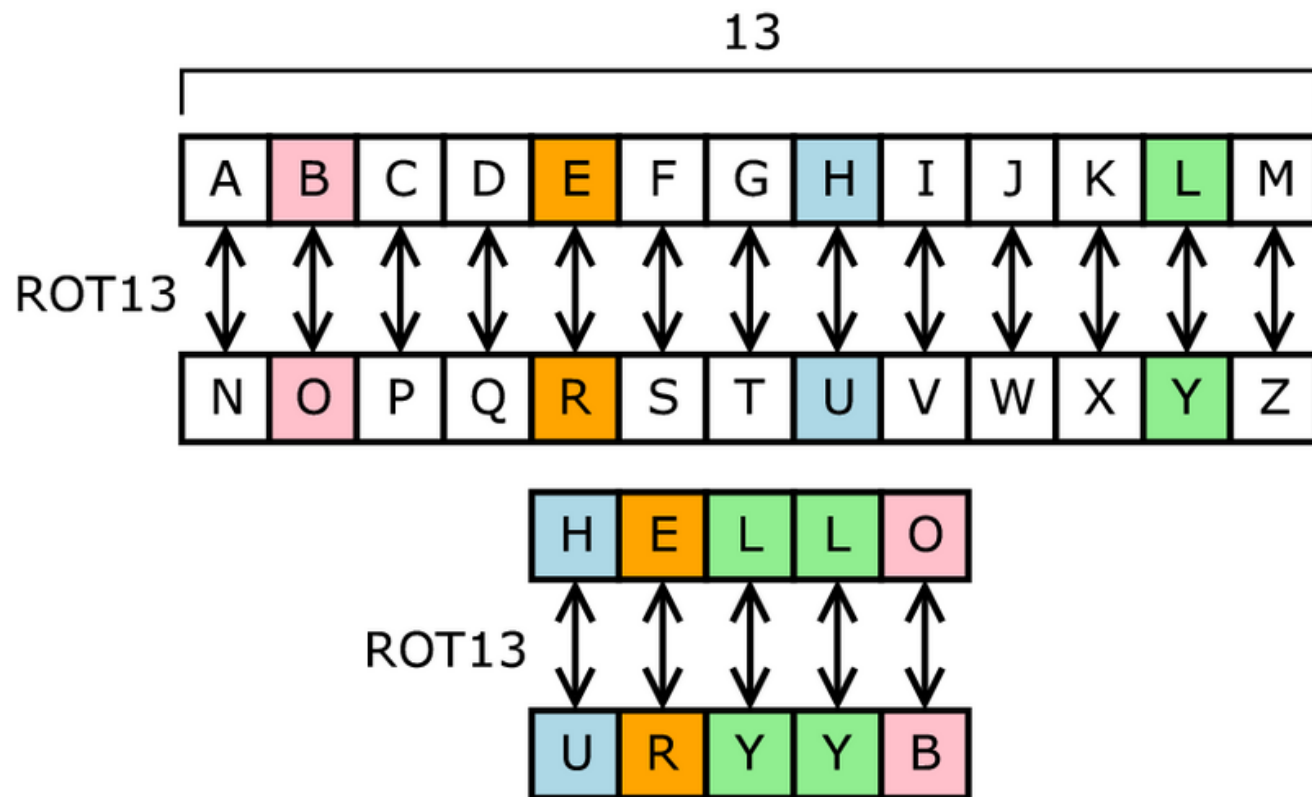 13
A B C D E F G H I J K L M
ROT13
N O P Q R S T U V W X Y Z
H E L L O
ROT13
U R Y Y B